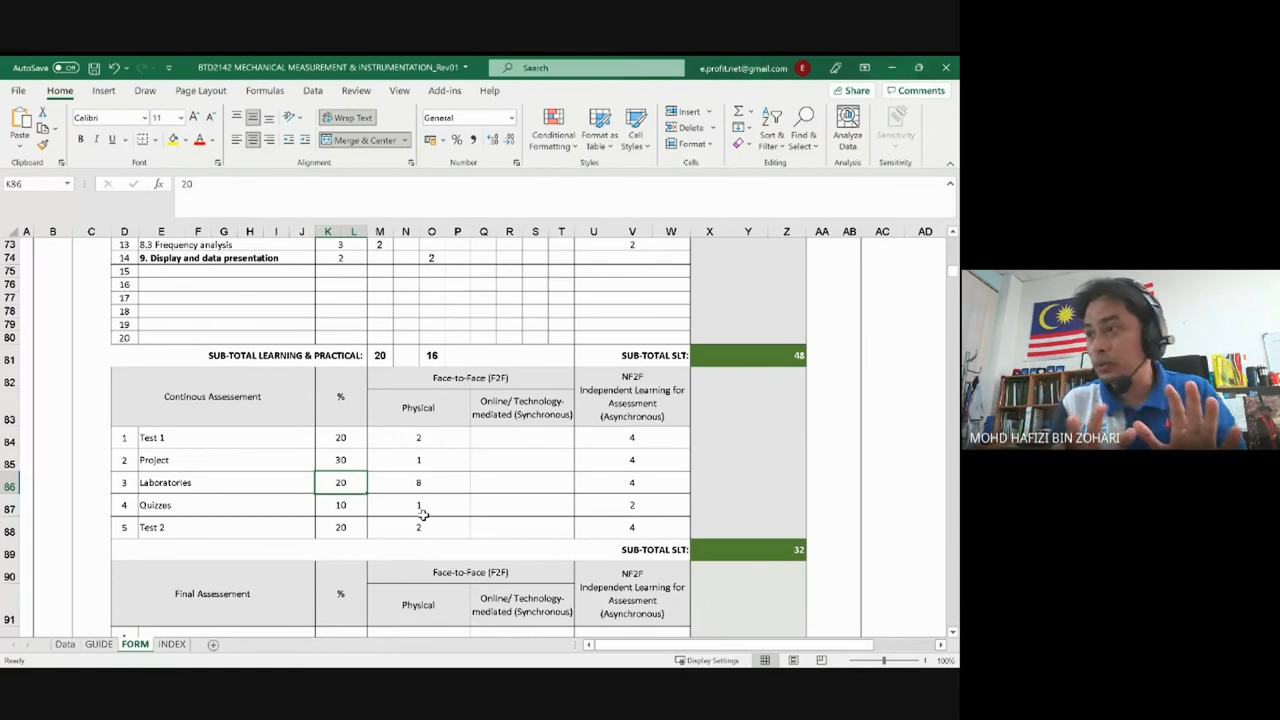 AutoSave Off BTD2142 MECHANICAL MEASUREMENT & INSTRUMENTATION_Rev01 Search e.profit.net@gmail.com E
File Home Insert Draw Page Layout Formulas Data Review View Add-ins Help Share Comments
Paste Calibri 11 Wrap Text General Conditional Formatting Format as Table Cell Styles Insert Sort & Filter Find & Select Analyze Data Sensitivity
B I U Merge & Center Delete
Format
Clipboard Font Alignment Number Styles Cells Editing Analysis Sensitivity
K86 fx 20
A B C D E F G H I J K L M N O P Q R S T U V W X Y Z AA AB AC AD
73 13 8.3 Frequency analysis 3 2 2
74 14 9. Display and data presentation 2 2
75 15
76 16
77 17
78 18
79 19
80 20
81 SUB-TOTAL LEARNING & PRACTICAL: 20 16 SUB-TOTAL SLT: 48
82 Continous Assessement % Face-to-Face (F2F) NF2F Independent Learning for Assessment (Asynchronous)
83 Physical Online/ Technology-mediated (Synchronous)
84 1 Test 1 20 2 4
85 2 Project 30 1 4
86 3 Laboratories 20 8 4
87 4 Quizzes 10 1 2
88 5 Test 2 20 2 4
89 SUB-TOTAL SLT: 32
90 Final Assessment % Face-to-Face (F2F) NF2F Independent Learning for Assessment (Asynchronous)
91 Physical Online/ Technology-mediated (Synchronous)
Data GUIDE FORM INDEX
Ready Display Settings 100%
MOHD HAFIZI BIN ZOHARI